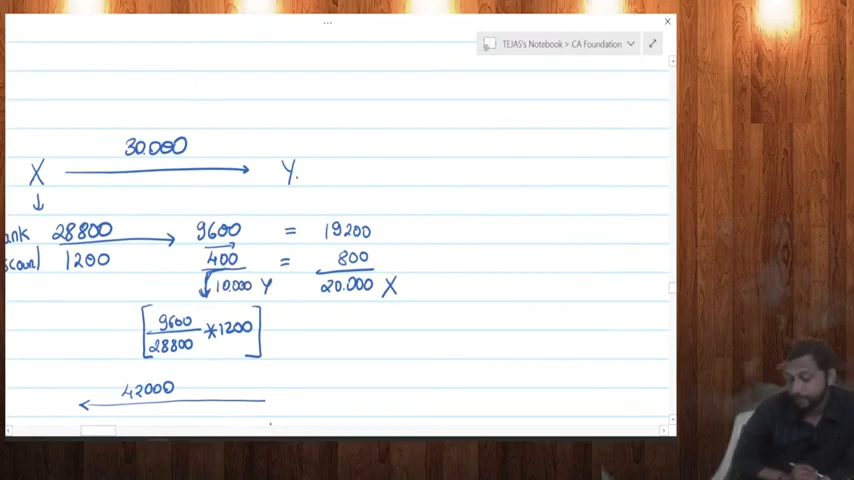 TEJAS's Notebook > CA Foundation
30.000
X Y.
ank 28800 9600 = 19200
scoun) 1200 400 = 800
10.000 Y 20.000 X
[9600/28800 * 1200]
42000